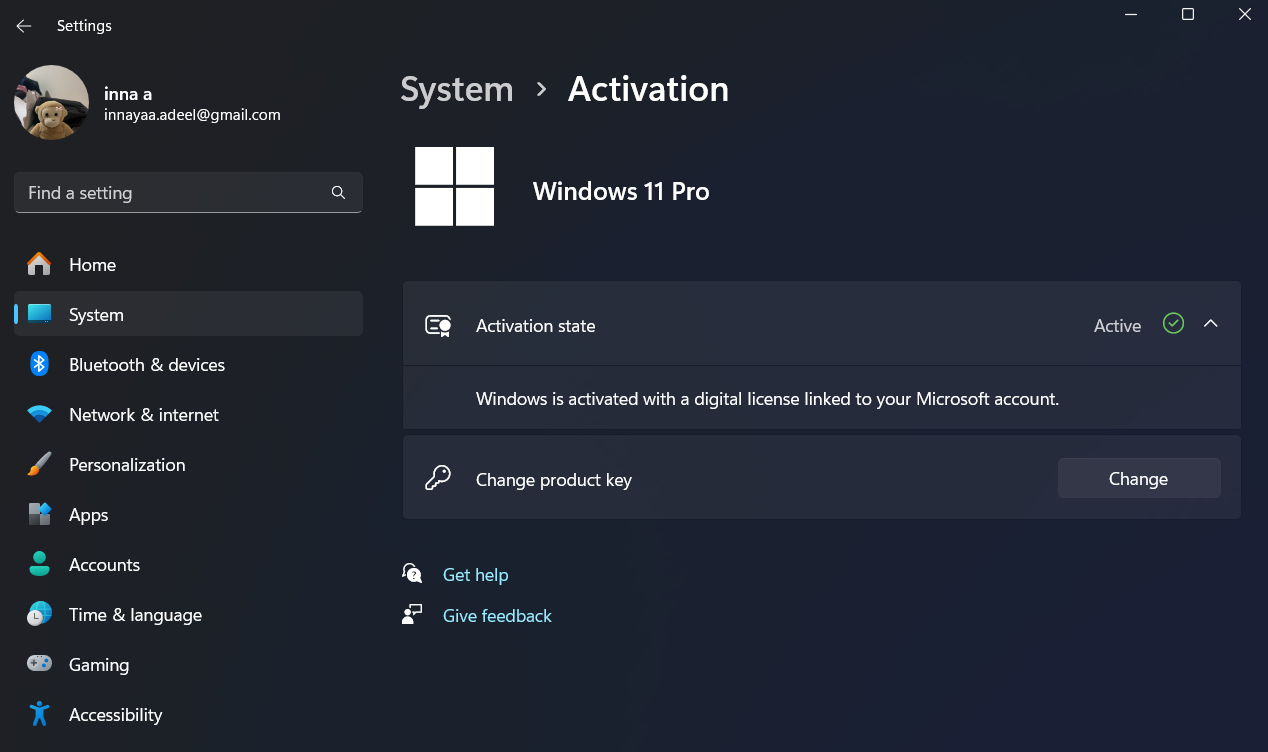 Settings
inna a
innayaa.adeel@gmail.com
Find a setting
Home
System
Bluetooth & devices
Network & internet
Personalization
Apps
Accounts
Time & language
Gaming
Accessibility
System > Activation
Windows 11 Pro
Activation state Active
Windows is activated with a digital license linked to your Microsoft account.
Change product key Change
Get help
Give feedback